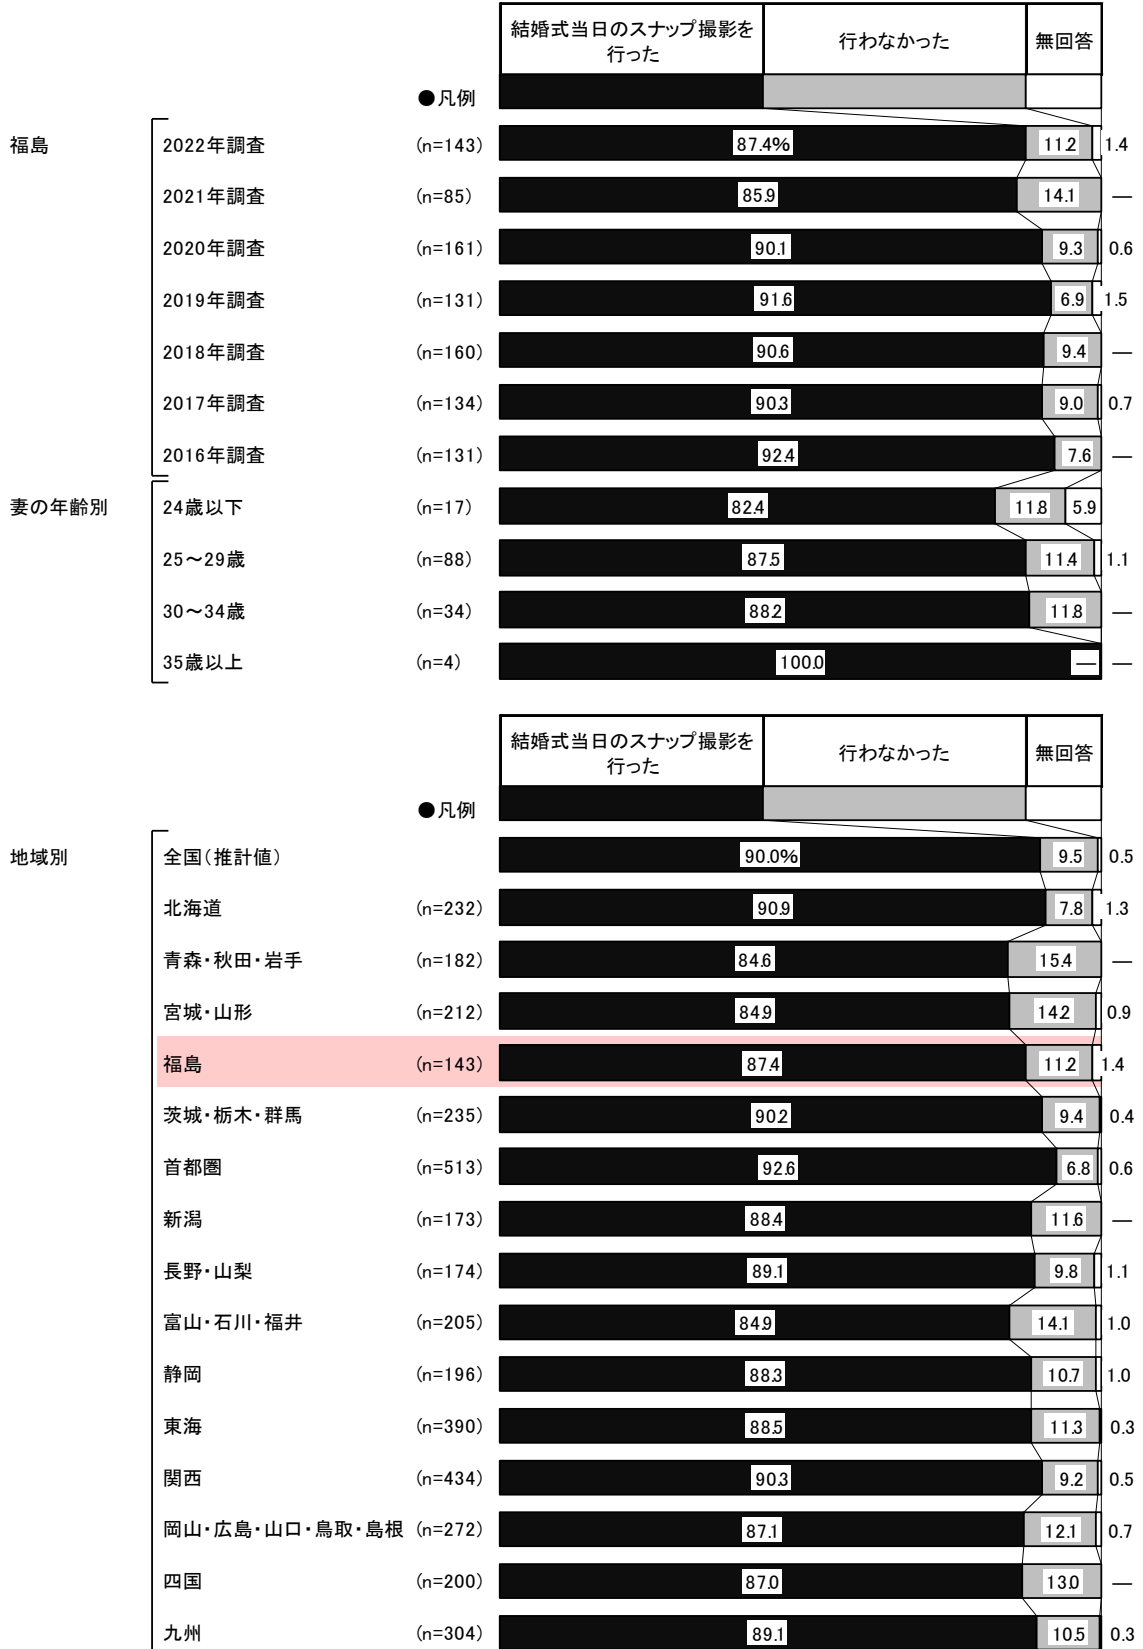 結婚式当日のスナップ撮影を
行った
行わなかった
無回答
●凡例
福島
2022年調査 (n=143) 87.4% 11.2 1.4
2021年調査 (n=85) 85.9 14.1 ―
2020年調査 (n=161) 90.1 9.3 0.6
2019年調査 (n=131) 91.6 6.9 1.5
2018年調査 (n=160) 90.6 9.4 ―
2017年調査 (n=134) 90.3 9.0 0.7
2016年調査 (n=131) 92.4 7.6 ―
妻の年齢別
24歳以下 (n=17) 82.4 11.8 5.9
25～29歳 (n=88) 87.5 11.4 1.1
30～34歳 (n=34) 88.2 11.8 ―
35歳以上 (n=4) 100.0 ― ―
結婚式当日のスナップ撮影を
行った
行わなかった
無回答
●凡例
地域別
全国(推計値) 90.0% 9.5 0.5
北海道 (n=232) 90.9 7.8 1.3
青森・秋田・岩手 (n=182) 84.6 15.4 ―
宮城・山形 (n=212) 84.9 14.2 0.9
福島 (n=143) 87.4 11.2 1.4
茨城・栃木・群馬 (n=235) 90.2 9.4 0.4
首都圏 (n=513) 92.6 6.8 0.6
新潟 (n=173) 88.4 11.6 ―
長野・山梨 (n=174) 89.1 9.8 1.1
富山・石川・福井 (n=205) 84.9 14.1 1.0
静岡 (n=196) 88.3 10.7 1.0
東海 (n=390) 88.5 11.3 0.3
関西 (n=434) 90.3 9.2 0.5
岡山・広島・山口・鳥取・島根 (n=272) 87.1 12.1 0.7
四国 (n=200) 87.0 13.0 ―
九州 (n=304) 89.1 10.5 0.3